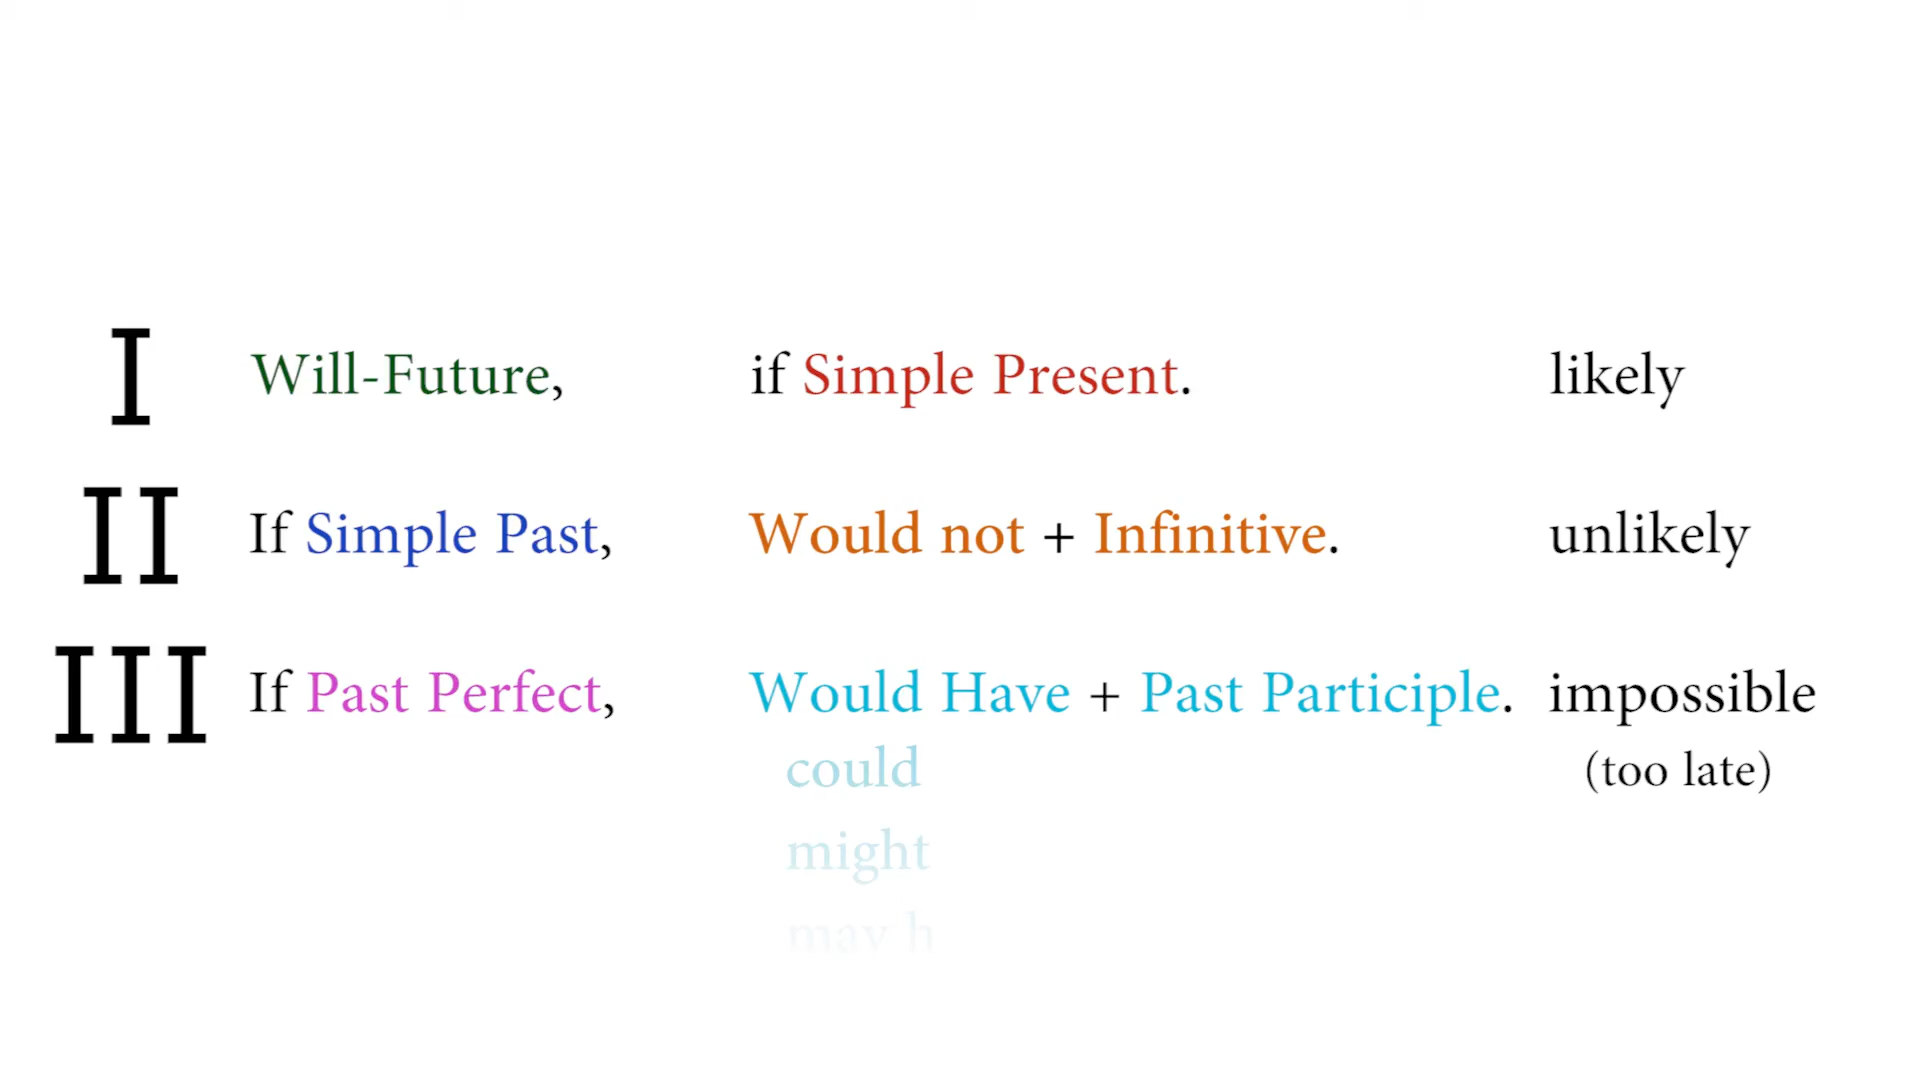 I Will-Future, if Simple Present. likely
II If Simple Past, Would not + Infinitive. unlikely
III If Past Perfect, Would Have + Past Participle. impossible
could (too late)
might
may h